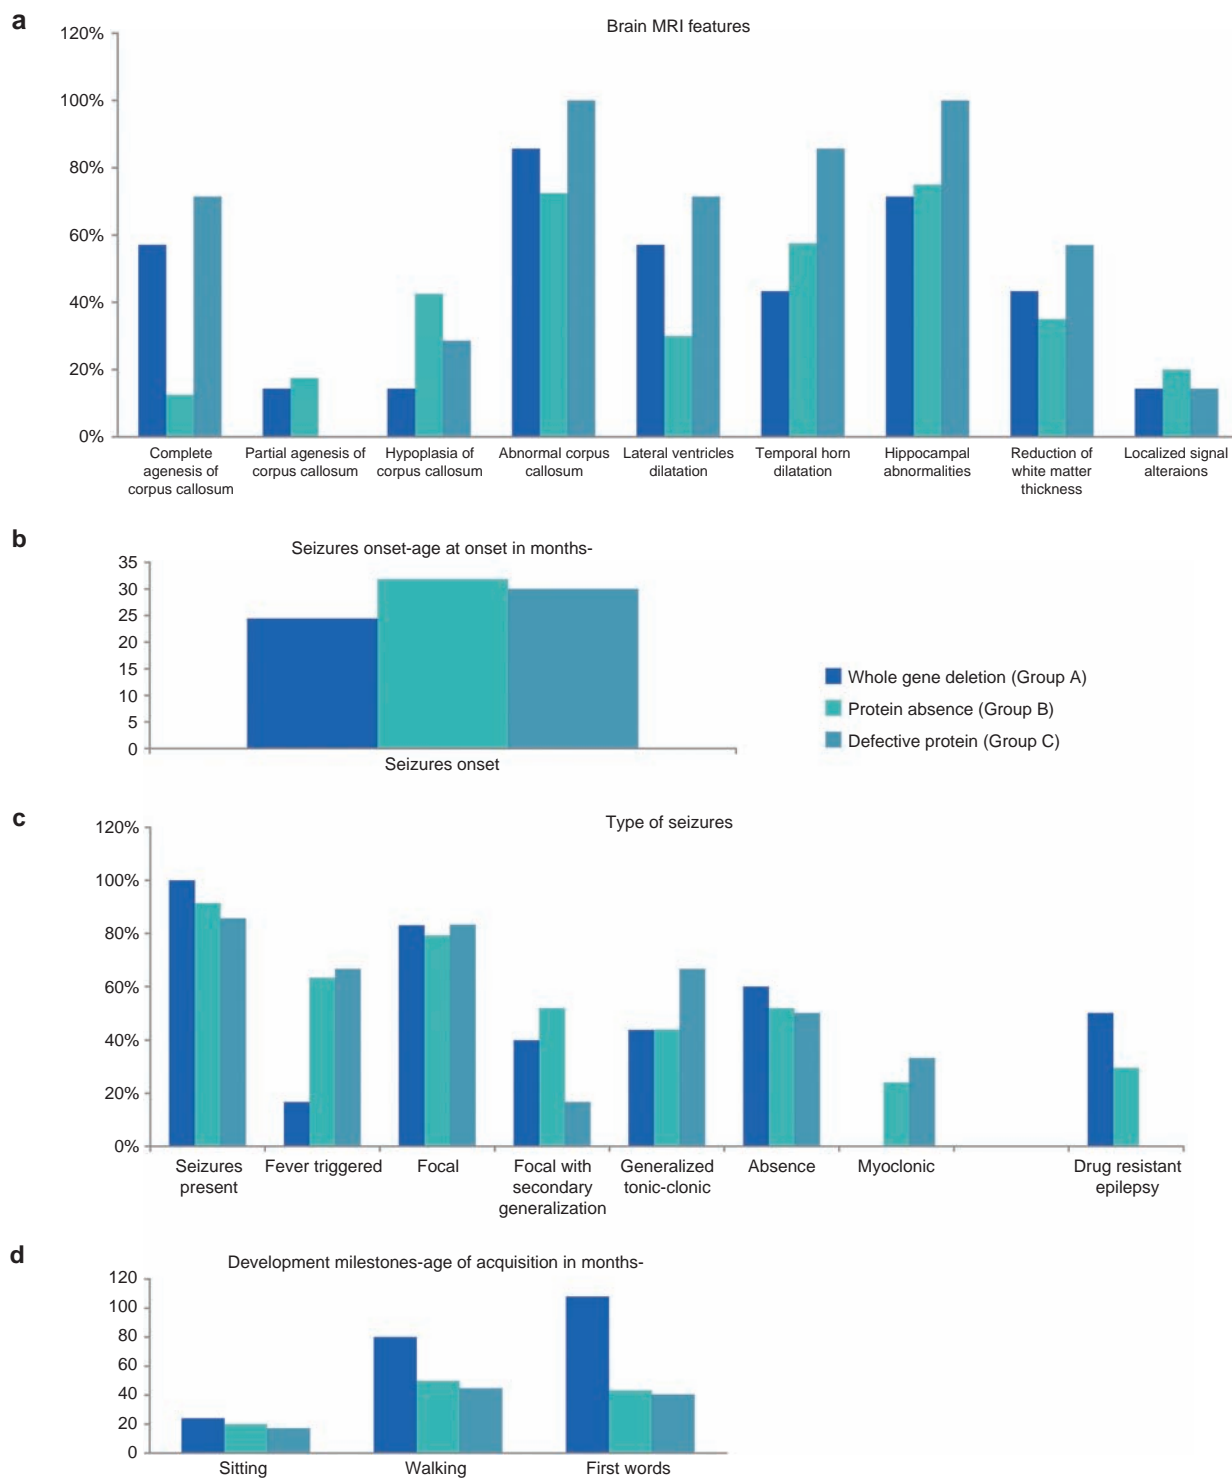 a
Brain MRI features
120%
100%
80%
60%
40%
20%
0%
Complete
agenesis of
corpus callosum
Partial agenesis of
corpus callosum
Hypoplasia of
corpus callosum
Abnormal corpus
callosum
Lateral ventricles
dilatation
Temporal horn
dilatation
Hippocampal
abnormalities
Reduction of
white matter
thickness
Localized signal
alteraions
b
Seizures onset-age at onset in months-
35
30
25
20
15
10
5
0
Seizures onset
Whole gene deletion (Group A)
Protein absence (Group B)
Defective protein (Group C)
c
Type of seizures
120%
100%
80%
60%
40%
20%
0%
Seizures
present
Fever triggered
Focal
Focal with
secondary
generalization
Generalized
tonic-clonic
Absence
Myoclonic
Drug resistant
epilepsy
d
Development milestones-age of acquisition in months-
120
100
80
60
40
20
0
Sitting
Walking
First words